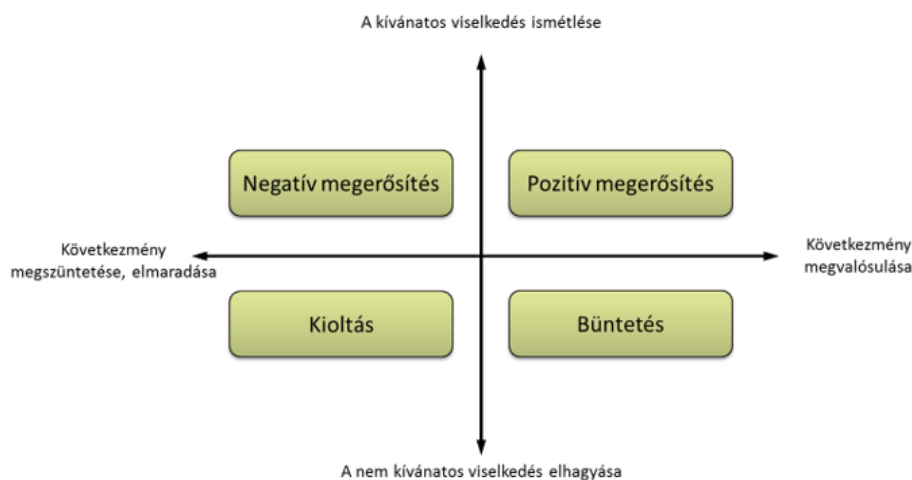 A kívánatos viselkedés ismétlése
Negatív megerősítés
Pozitív megerősítés
Következmény
megszüntetése, elmaradása
Következmény
megvalósulása
Kioltás
Büntetés
A nem kívánatos viselkedés elhagyása